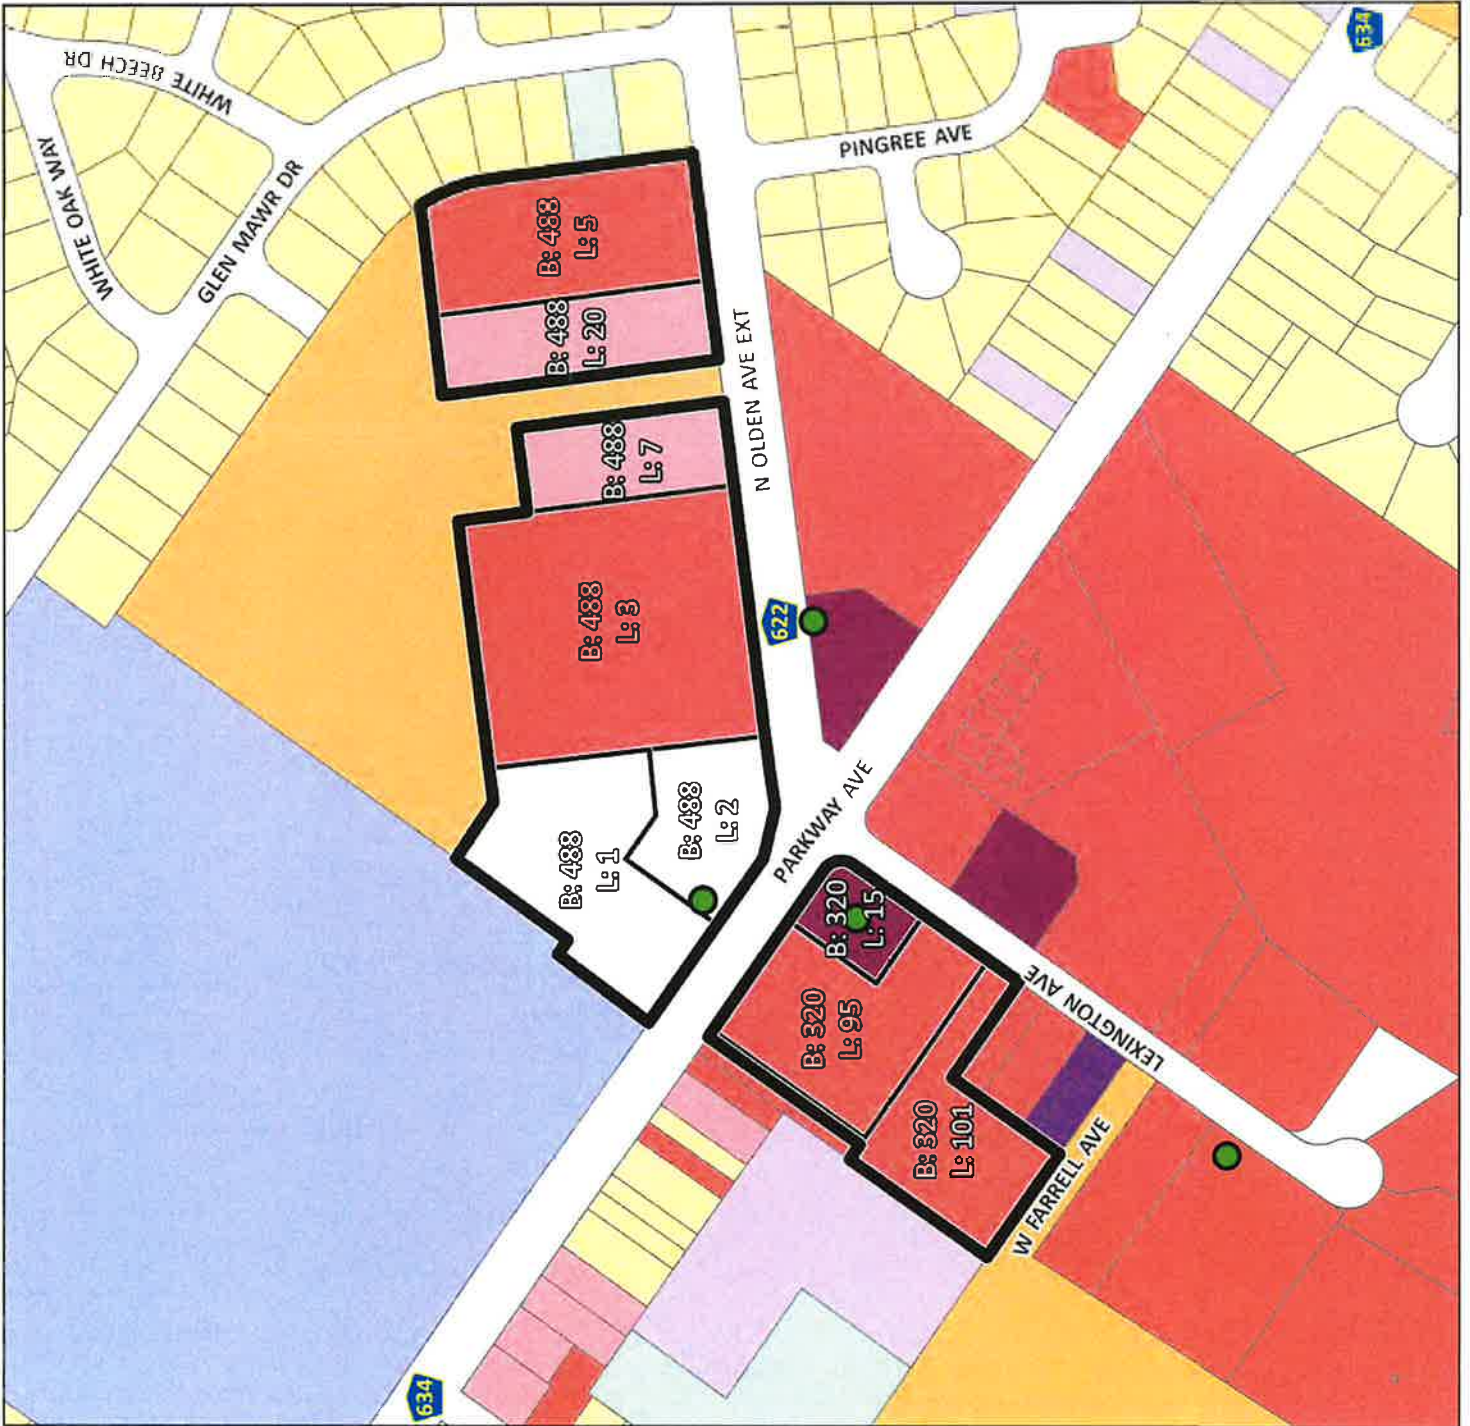 WHITE BEECH DR
WHITE OAK WAY
GLEN MAWR DR
634
PINGREE AVE
B: 488
L: 5
B: 488
L: 20
N OLDEN AVE EXT
B: 488
L: 7
B: 488
L: 3
622
B: 488
L: 2
B: 488
L: 1
PARKWAY AVE
B: 320
L: 15
B: 320
L: 95
LEXINGTON AVE
B: 320
L: 101
W FARRELL AVE
634